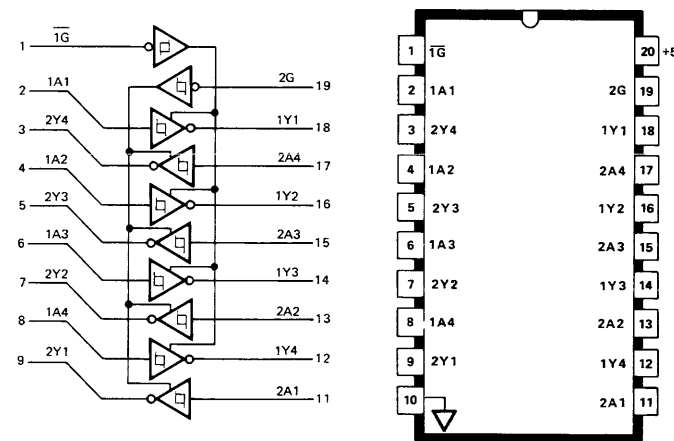 1 1G
2G 19
2 1A1
1Y1 18
3 2Y4
2A4 17
4 1A2
1Y2 16
5 2Y3
2A3 15
6 1A3
1Y3 14
7 2Y2
2A2 13
8 1A4
1Y4 12
9 2Y1
2A1 11
1 1G
20 +5
2 1A1
2G 19
3 2Y4
1Y1 18
4 1A2
2A4 17
5 2Y3
1Y2 16
6 1A3
2A3 15
7 2Y2
1Y3 14
8 1A4
2A2 13
9 2Y1
1Y4 12
10
2A1 11